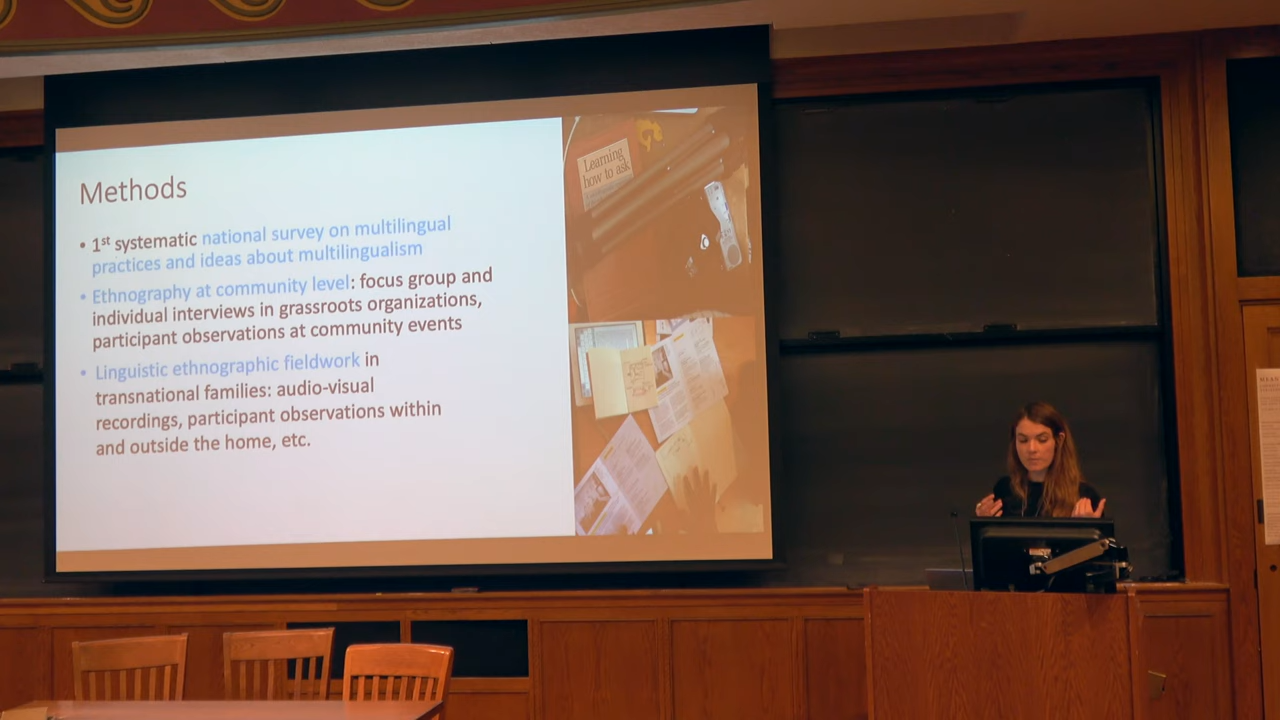 Methods
• 1st systematic national survey on multilingual
practices and ideas about multilingualism
• Ethnography at community level: focus group and
individual interviews in grassroots organizations,
participant observations at community events
• Linguistic ethnographic fieldwork in
transnational families: audio-visual
recordings, participant observations within
and outside the home, etc.
Learning
how to ask